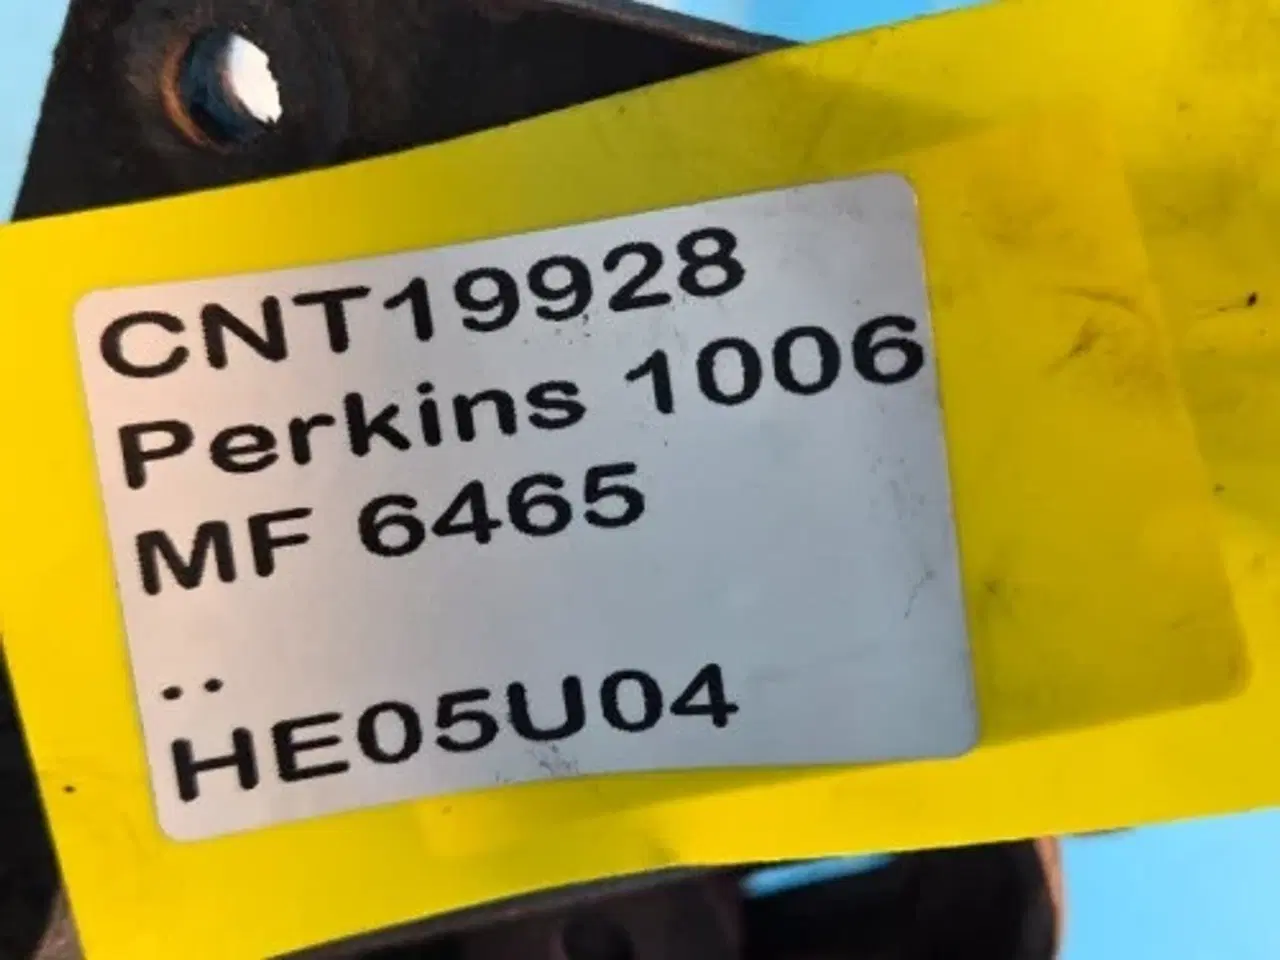 CNT19928
Perkins 1006
MF 6465
..
HE05U04